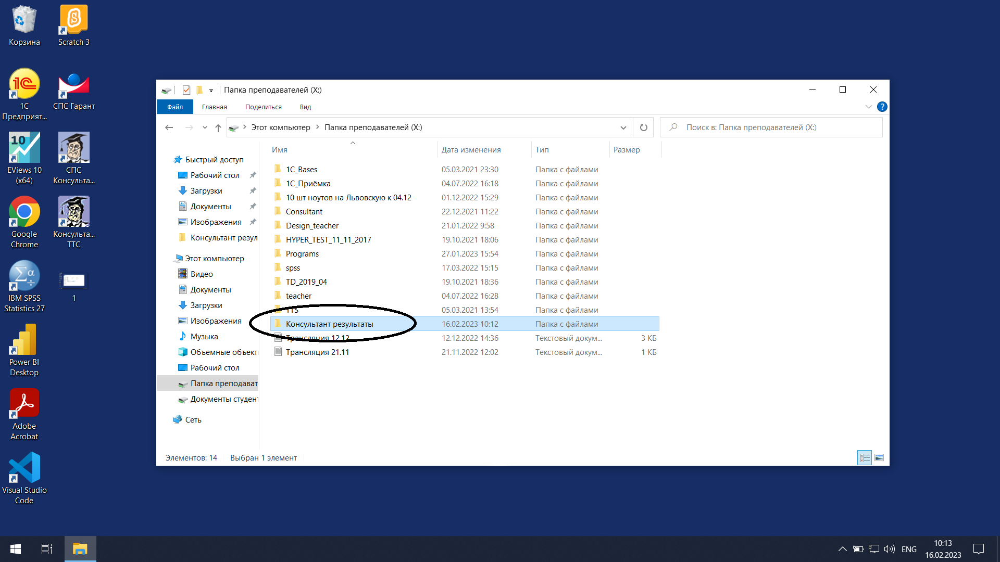 Корзина
Scratch 3
1С
Предприят...
СПС Гарант
EViews 10
(x64)
СПС
Консульта...
Google
Chrome
Консульта...
ТТС
IBM SPSS
Statistics 27
1
Power BI
Desktop
Adobe
Acrobat
Visual Studio
Code
Папка преподавателей (X:)
Файл
Главная
Поделиться
Вид
Этот компьютер
Папка преподавателей (X:)
Поиск в: Папка преподавателей (X:)
Быстрый доступ
Рабочий стол
Загрузки
Документы
Изображения
Консультант резул
Этот компьютер
Видео
Документы
Загрузки
Изображения
Музыка
Объемные объект
Рабочий стол
Папка преподават
Документы студент
Сеть
Имя Дата изменения Тип Размер
1C_Bases 05.03.2021 23:30 Папка с файлами
1С_Приёмка 04.07.2022 16:18 Папка с файлами
10 шт ноутов на Львовскую к 04.12 01.12.2022 15:29 Папка с файлами
Consultant 22.12.2021 11:22 Папка с файлами
Design_teacher 21.01.2022 9:58 Папка с файлами
HYPER_TEST_11_11_2017 19.10.2021 18:06 Папка с файлами
Programs 27.01.2023 15:54 Папка с файлами
spss 17.03.2022 15:15 Папка с файлами
TD_2019_04 19.10.2021 18:36 Папка с файлами
teacher 04.07.2022 16:28 Папка с файлами
TTS 05.03.2021 13:54 Папка с файлами
Консультант результаты 16.02.2023 10:12 Папка с файлами
Трансляция 12.12 12.12.2022 14:36 Текстовый докум... 3 КБ
Трансляция 21.11 21.11.2022 12:02 Текстовый докум... 1 КБ
Элементов: 14 Выбран 1 элемент
ENG
10:13
16.02.2023